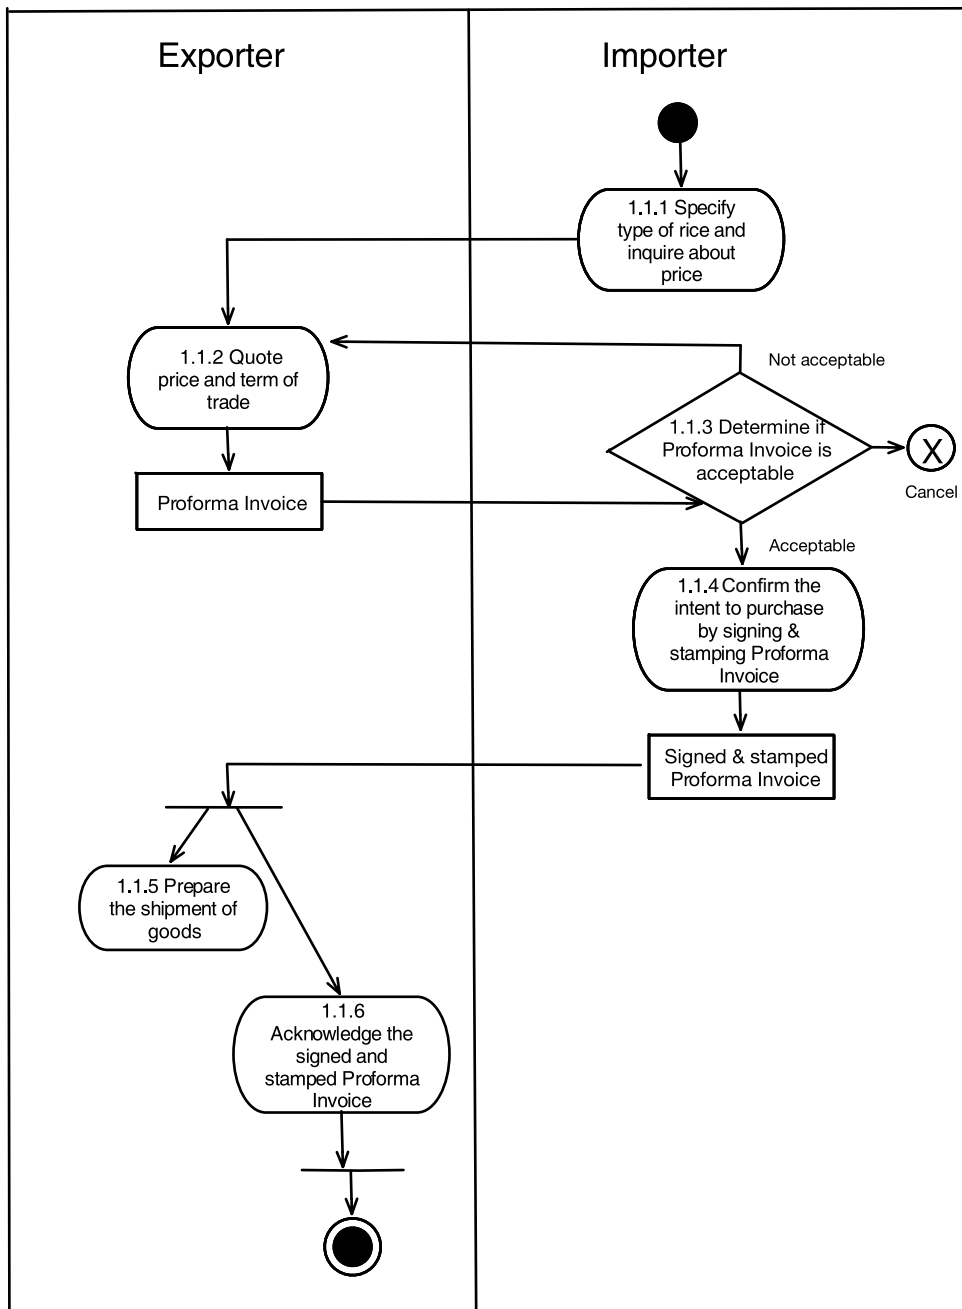 Exporter
Importer
1.1.1 Specify
type of rice and
inquire about
price
1.1.2 Quote
price and term of
trade
Not acceptable
1.1.3 Determine if
Proforma Invoice is
acceptable
X
Cancel
Proforma Invoice
Acceptable
1.1.4 Confirm the
intent to purchase
by signing &
stamping Proforma
Invoice
Signed & stamped
Proforma Invoice
1.1.5 Prepare
the shipment of
goods
1.1.6
Acknowledge the
signed and
stamped Proforma
Invoice